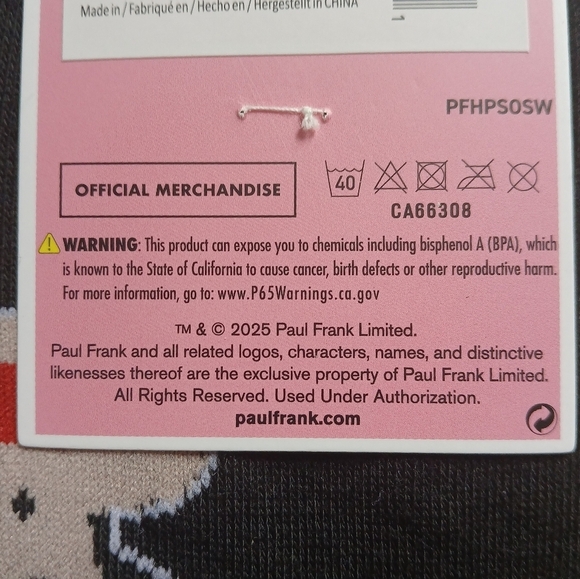 Made in / Fabriqué en / Hecho en / Hergestellt in CHINA
1
PFHPS0SW
OFFICIAL MERCHANDISE
40
CA66308
WARNING: This product can expose you to chemicals including bisphenol A (BPA), which
is known to the State of California to cause cancer, birth defects or other reproductive harm.
For more information, go to: www.P65Warnings.ca.gov
™ & © 2025 Paul Frank Limited.
Paul Frank and all related logos, characters, names, and distinctive
likenesses thereof are the exclusive property of Paul Frank Limited.
All Rights Reserved. Used Under Authorization.
paulfrank.com